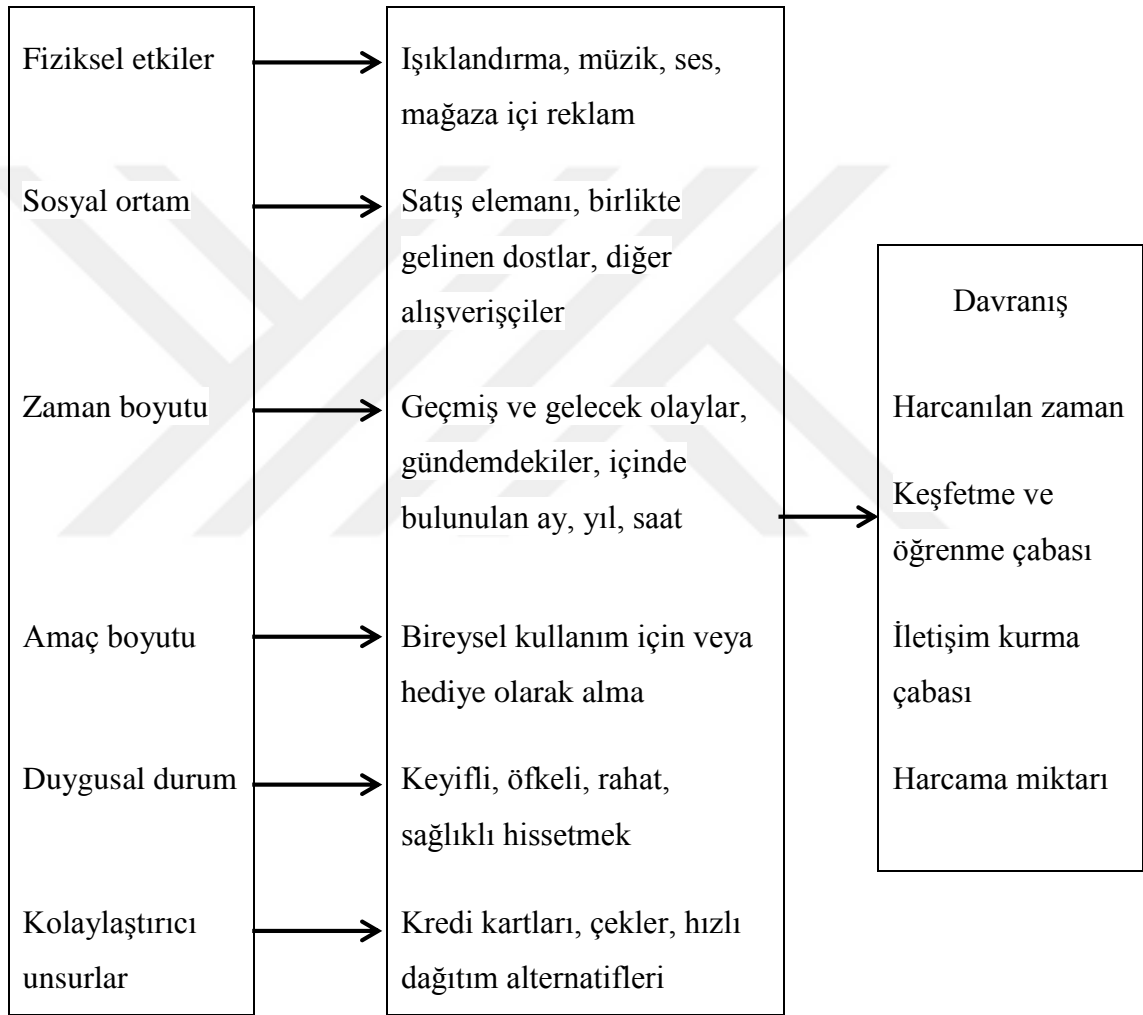 Fiziksel etkiler
Işıklandırma, müzik, ses,
mağaza içi reklam
Sosyal ortam
Satış elemanı, birlikte
gelinen dostlar, diğer
alışverişçiler
Zaman boyutu
Geçmiş ve gelecek olaylar,
gündemdekiler, içinde
bulunulan ay, yıl, saat
Amaç boyutu
Bireysel kullanım için veya
hediye olarak alma
Duygusal durum
Keyifli, öfkeli, rahat,
sağlıklı hissetmek
Kolaylaştırıcı
unsurlar
Kredi kartları, çekler, hızlı
dağıtım alternatifleri
Davranış
Harcanılan zaman
Keşfetme ve
öğrenme çabası
İletişim kurma
çabası
Harcama miktarı